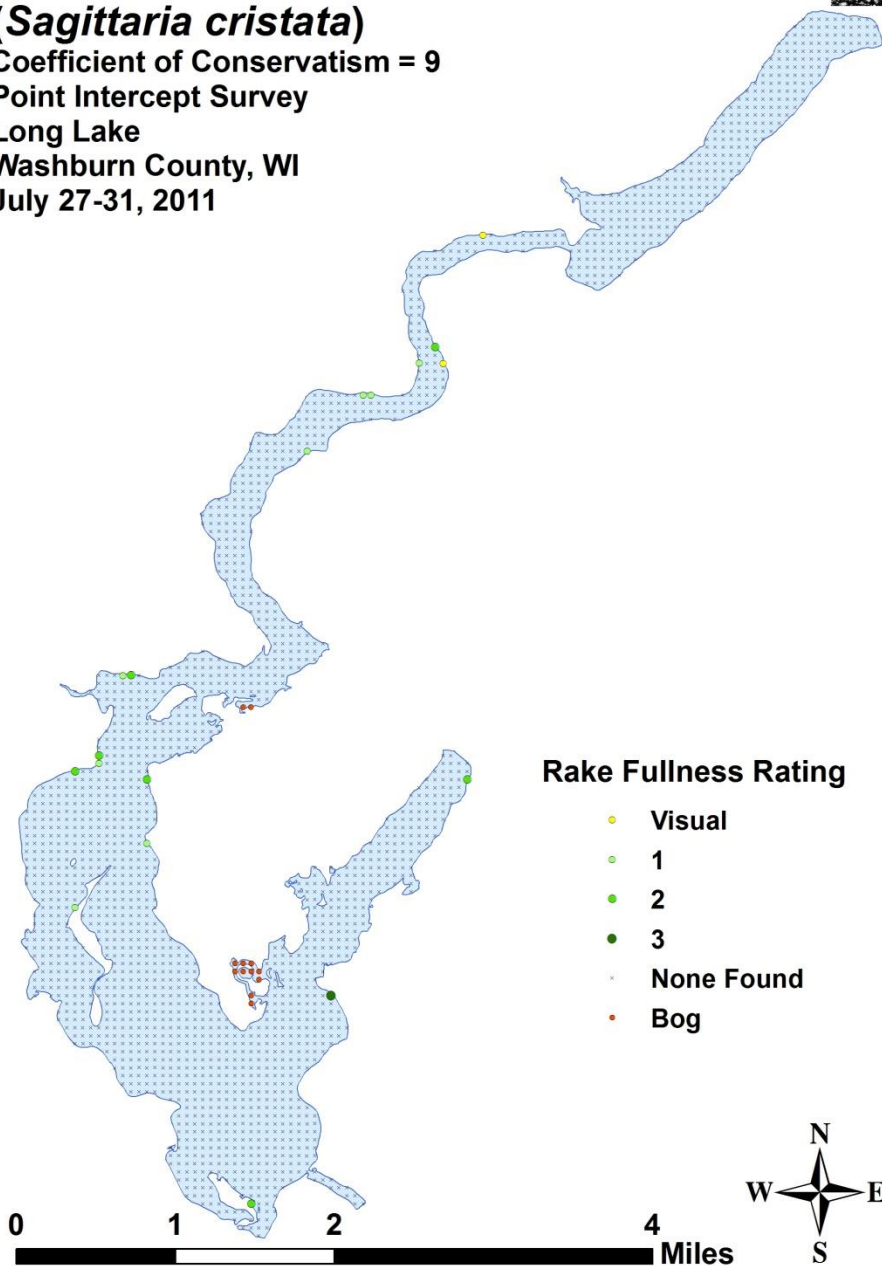 (Sagittaria cristata)
Coefficient of Conservatism = 9
Point Intercept Survey
Long Lake
Washburn County, WI
July 27-31, 2011
Rake Fullness Rating
Visual
1
2
3
None Found
Bog
N
W E
S
0 1 2 4
Miles